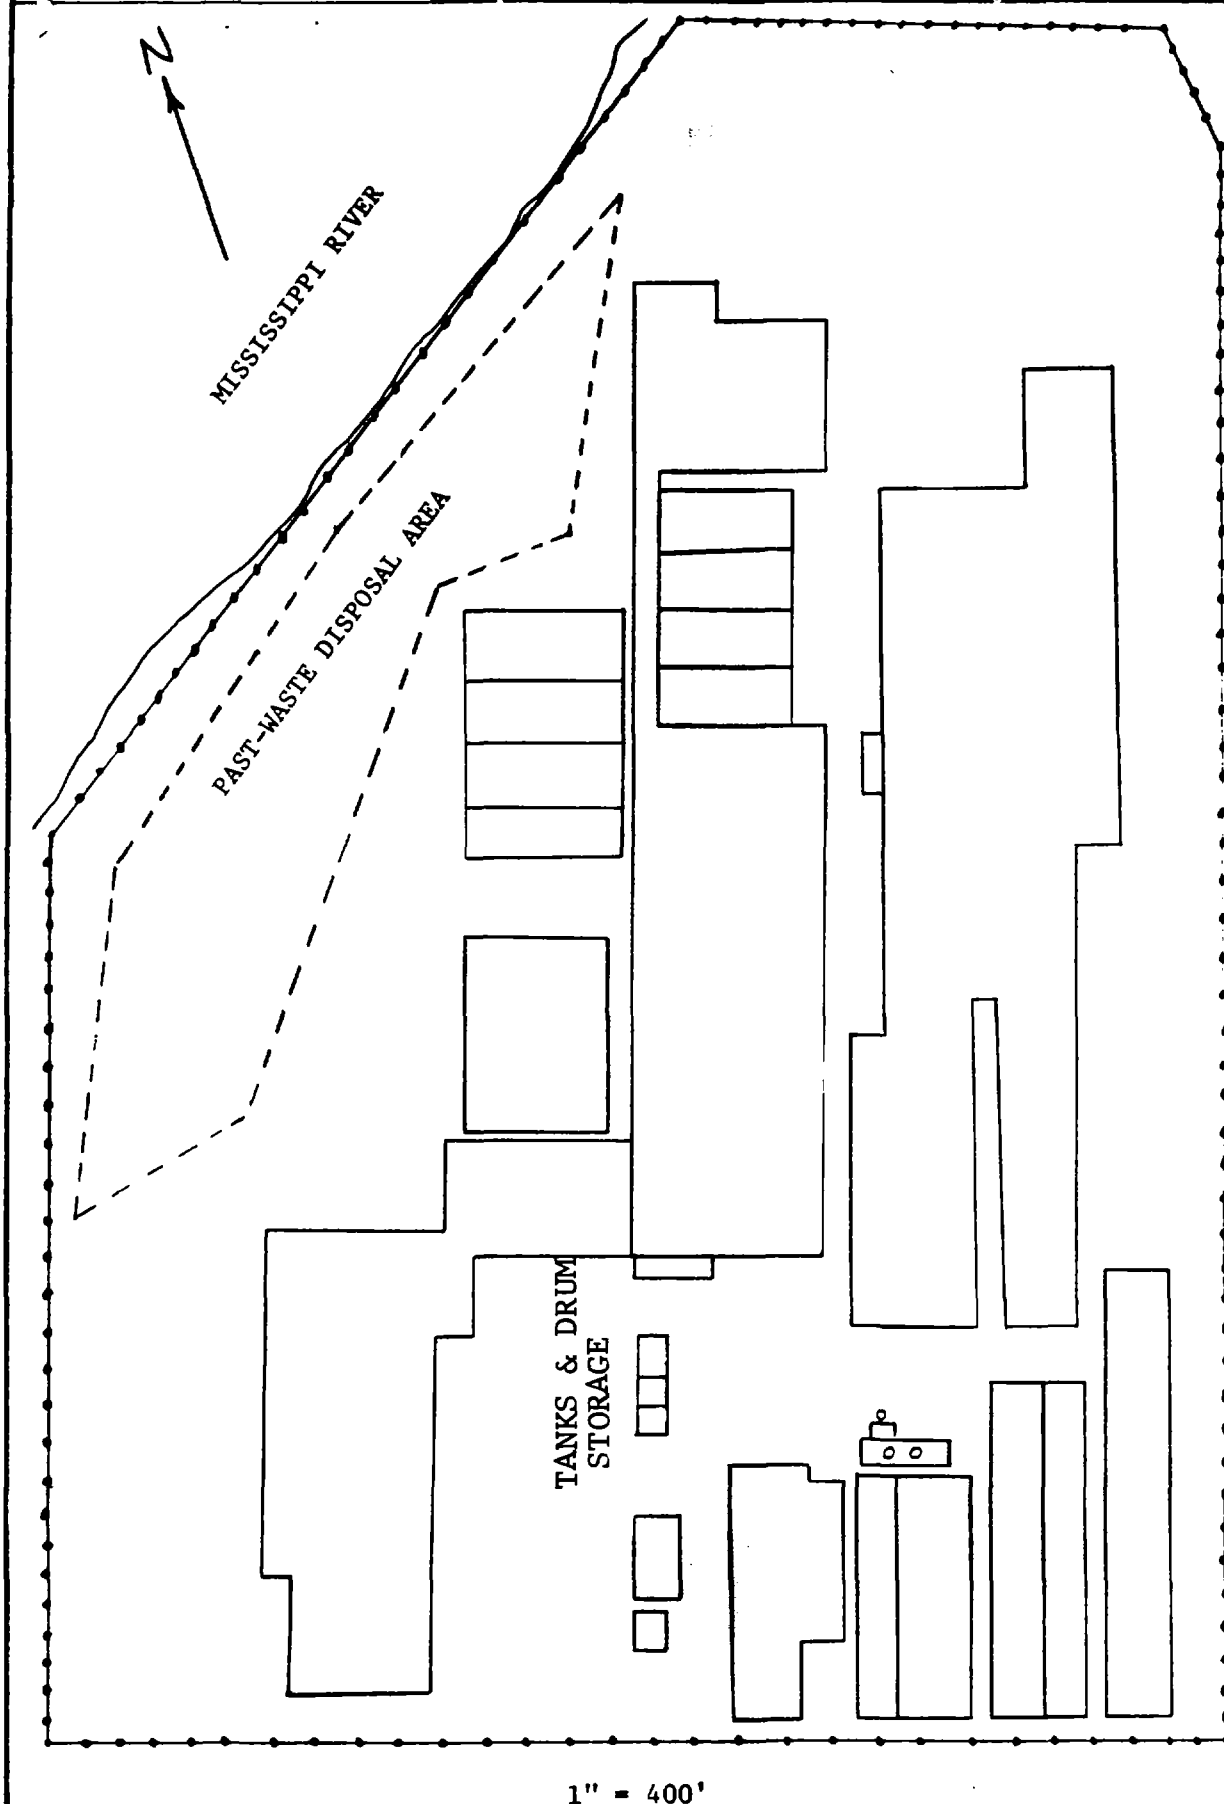 N
MISSISSIPPI RIVER
PAST-WASTE DISPOSAL AREA
TANKS & DRUM
STORAGE
1" = 400'